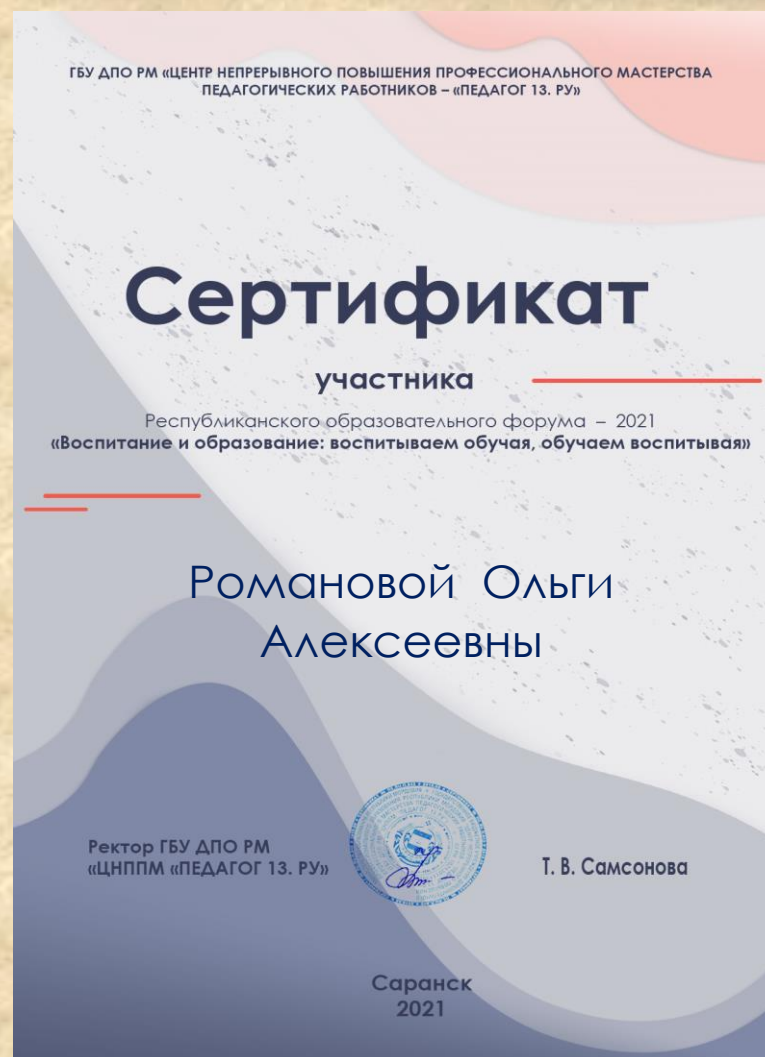 ГБУ ДПО РМ «ЦЕНТР НЕПРЕРЫВНОГО ПОВЫШЕНИЯ ПРОФЕССИОНАЛЬНОГО МАСТЕРСТВА
ПЕДАГОГИЧЕСКИХ РАБОТНИКОВ – «ПЕДАГОГ 13. РУ»
Сертификат
участника
Республиканского образовательного форума – 2021
«Воспитание и образование: воспитываем обучая, обучаем воспитывая»
Романовой Ольги
Алексеевны
Ректор ГБУ ДПО РМ
«ЦНППМ «ПЕДАГОГ 13. РУ»
Т. В. Самсонова
Саранск
2021